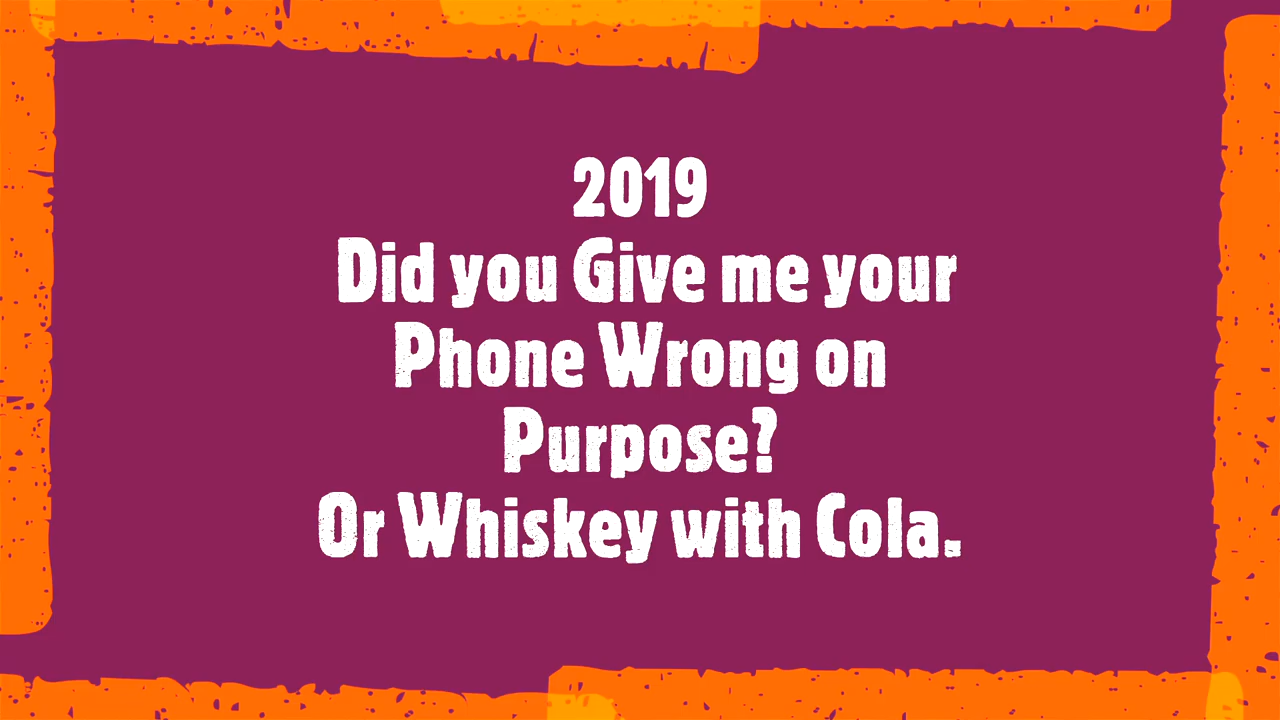 2019
Did you Give me your
Phone Wrong on
Purpose?
Or Whiskey with Cola.